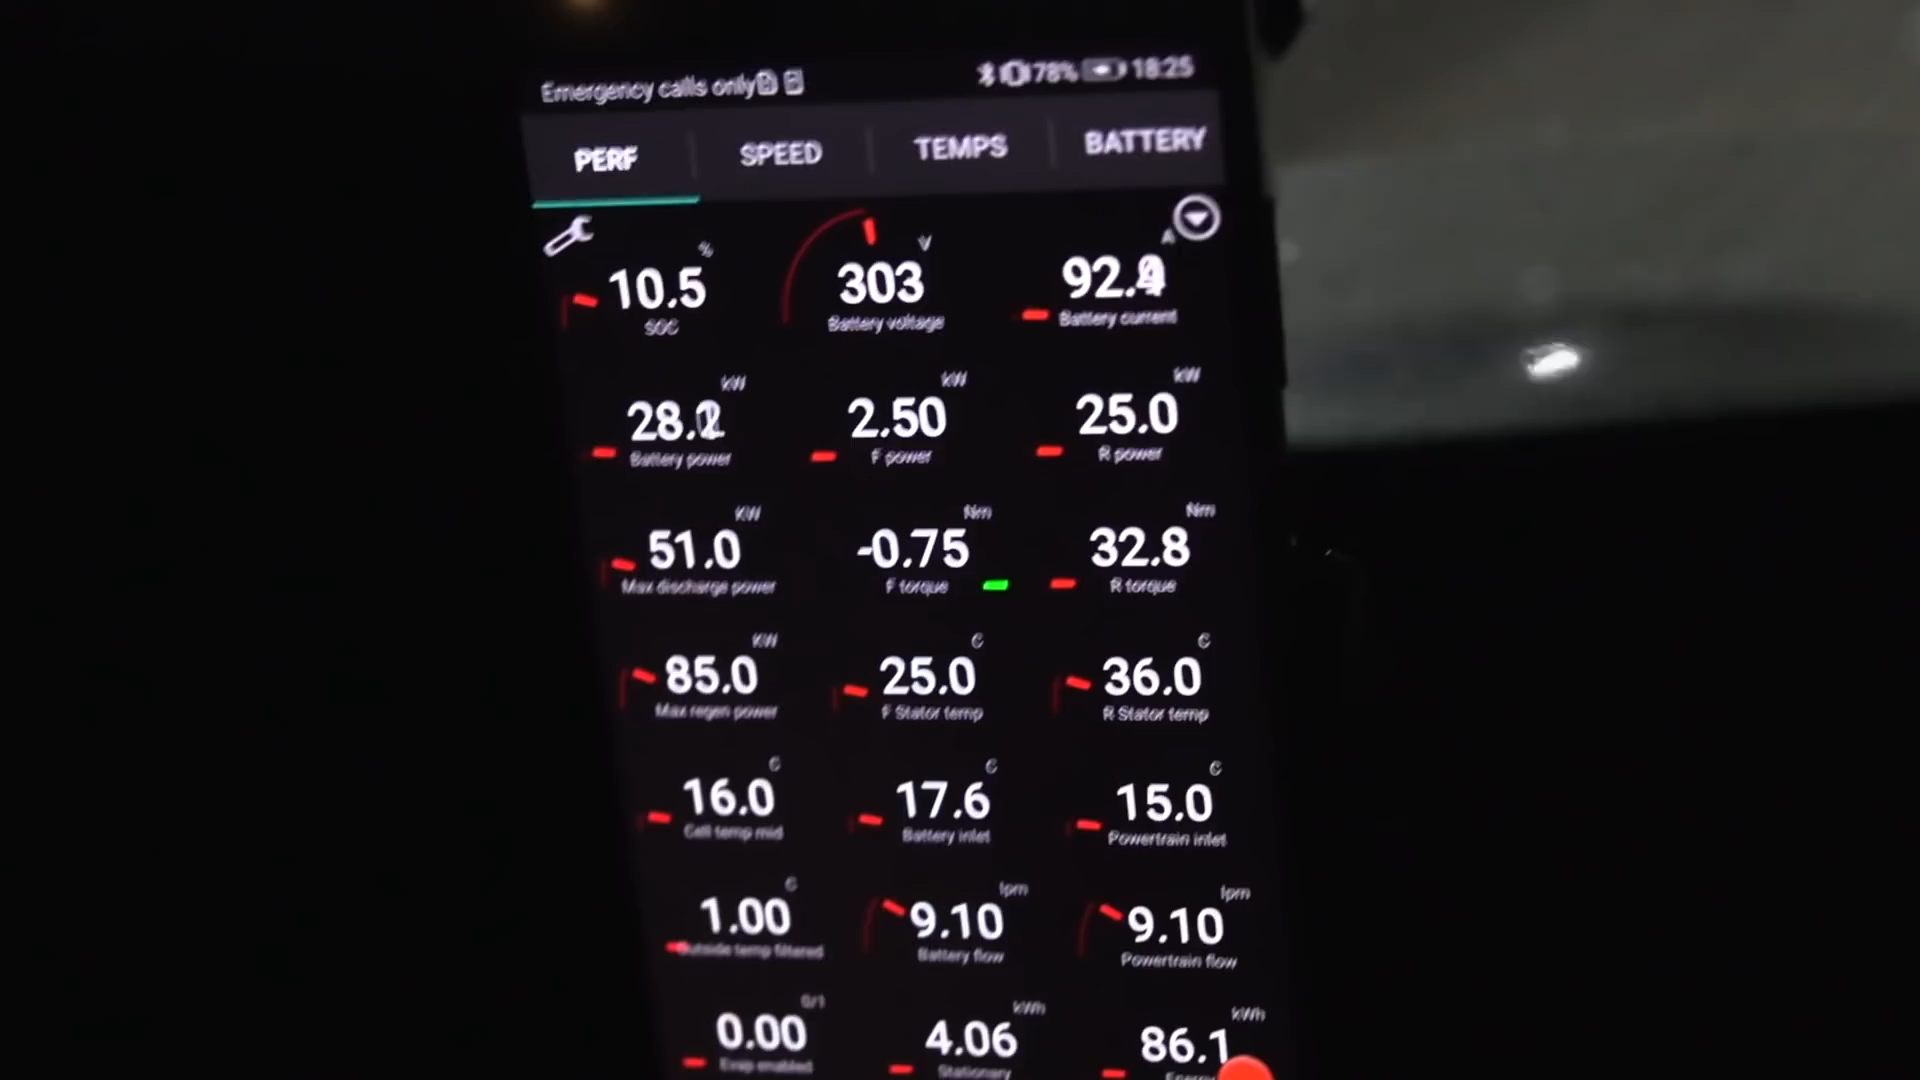 Emergency calls only 78% 18:25
PERF SPEED TEMPS BATTERY
% V A
10.5 303 92.
SOC Battery voltage Battery current
kW kW kW
28. 2.50 25.0
Battery power F power R power
kW Nm Nm
51.0 -0.75 32.8
Max discharge power F torque R torque
kW C C
85.0 25.0 36.0
Max regen power F Stator temp R Stator temp
C C C
16.0 17.6 15.0
Cell temp mid Battery inlet Powertrain inlet
C lpm lpm
1.00 9.10 9.10
Outside temp filtered Battery flow Powertrain flow
0/1 kWh kWh
0.00 4.06 86.1
Evap enabled Stationary